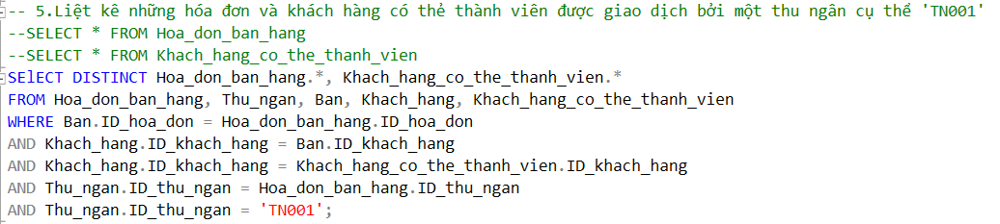 -- 5.Liệt kê những hóa đơn và khách hàng có thẻ thành viên được giao dịch bởi một thu ngân cụ thể 'TN001'
--SELECT * FROM Hoa_don_ban_hang
--SELECT * FROM Khach_hang_co_the_thanh_vien
SElECT DISTINCT Hoa_don_ban_hang.*, Khach_hang_co_the_thanh_vien.*
FROM Hoa_don_ban_hang, Thu_ngan, Ban, Khach_hang, Khach_hang_co_the_thanh_vien
WHERE Ban.ID_hoa_don = Hoa_don_ban_hang.ID_hoa_don
AND Khach_hang.ID_khach_hang = Ban.ID_khach_hang
AND Khach_hang.ID_khach_hang = Khach_hang_co_the_thanh_vien.ID_khach_hang
AND Thu_ngan.ID_thu_ngan = Hoa_don_ban_hang.ID_thu_ngan
AND Thu_ngan.ID_thu_ngan = 'TN001';